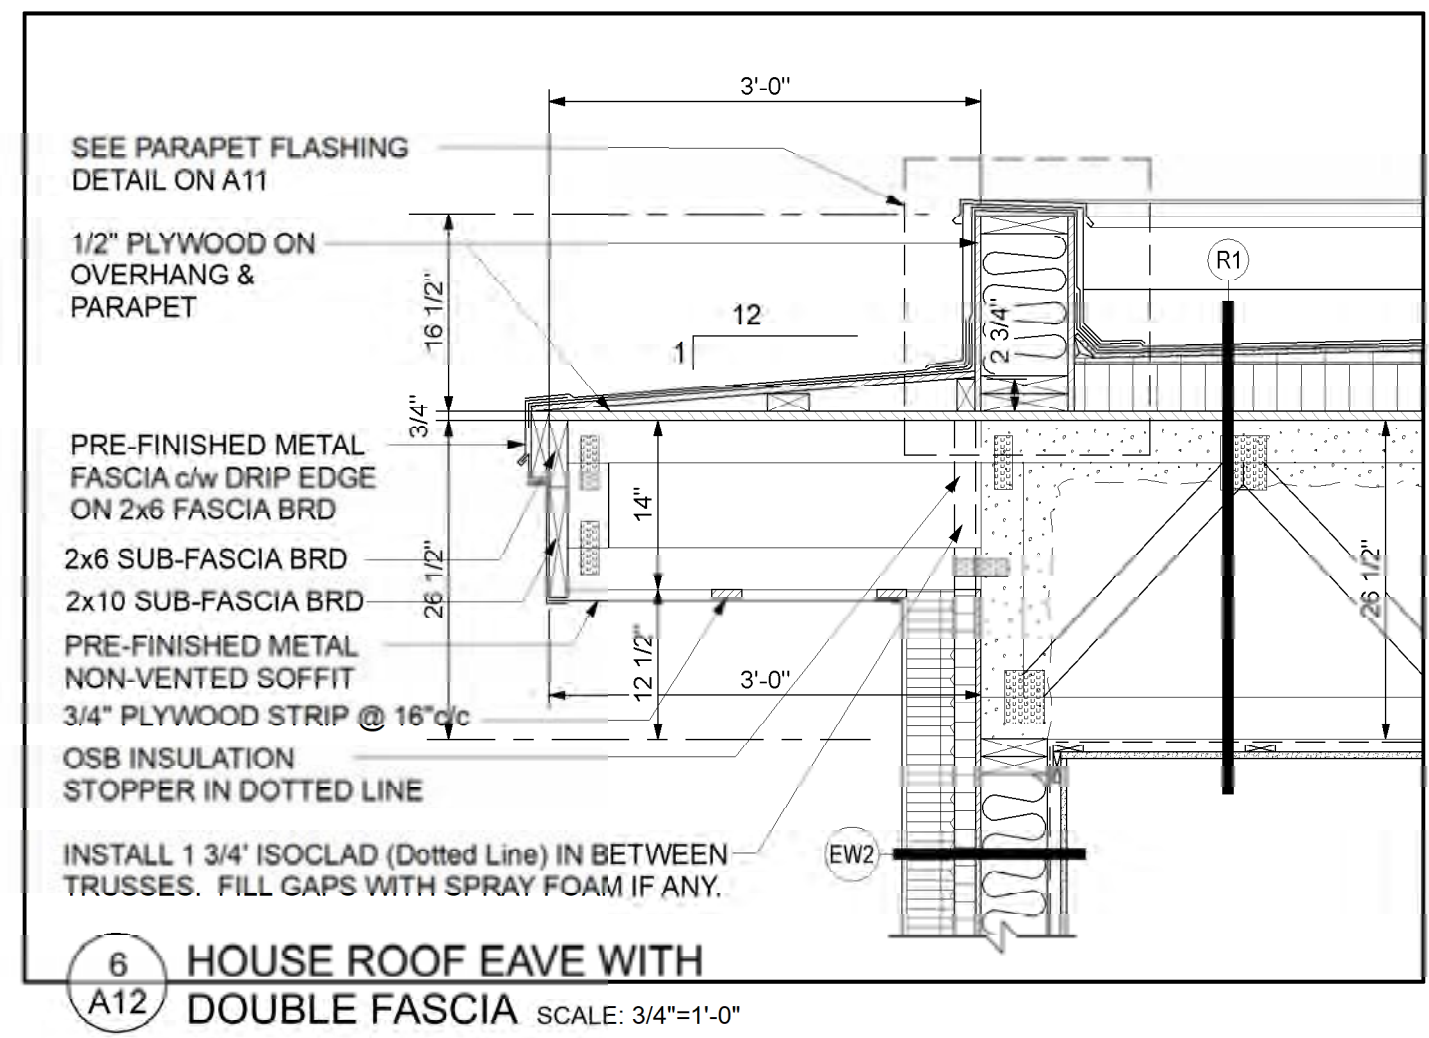 3'-0"
SEE PARAPET FLASHING
DETAIL ON A11
1/2" PLYWOOD ON
OVERHANG &
PARAPET
16 1/2"
12
1
2 3/4"
R1
3/4"
PRE-FINISHED METAL
FASCIA c/w DRIP EDGE
ON 2x6 FASCIA BRD
14"
2x6 SUB-FASCIA BRD
26 1/2"
26 1/2"
2x10 SUB-FASCIA BRD
PRE-FINISHED METAL
NON-VENTED SOFFIT
12 1/2"
3'-0"
3/4" PLYWOOD STRIP @ 16"c/c
OSB INSULATION
STOPPER IN DOTTED LINE
INSTALL 1 3/4' ISOCLAD (Dotted Line) IN BETWEEN
TRUSSES. FILL GAPS WITH SPRAY FOAM IF ANY.
EW2
6
A12
HOUSE ROOF EAVE WITH
DOUBLE FASCIA SCALE: 3/4"=1'-0"